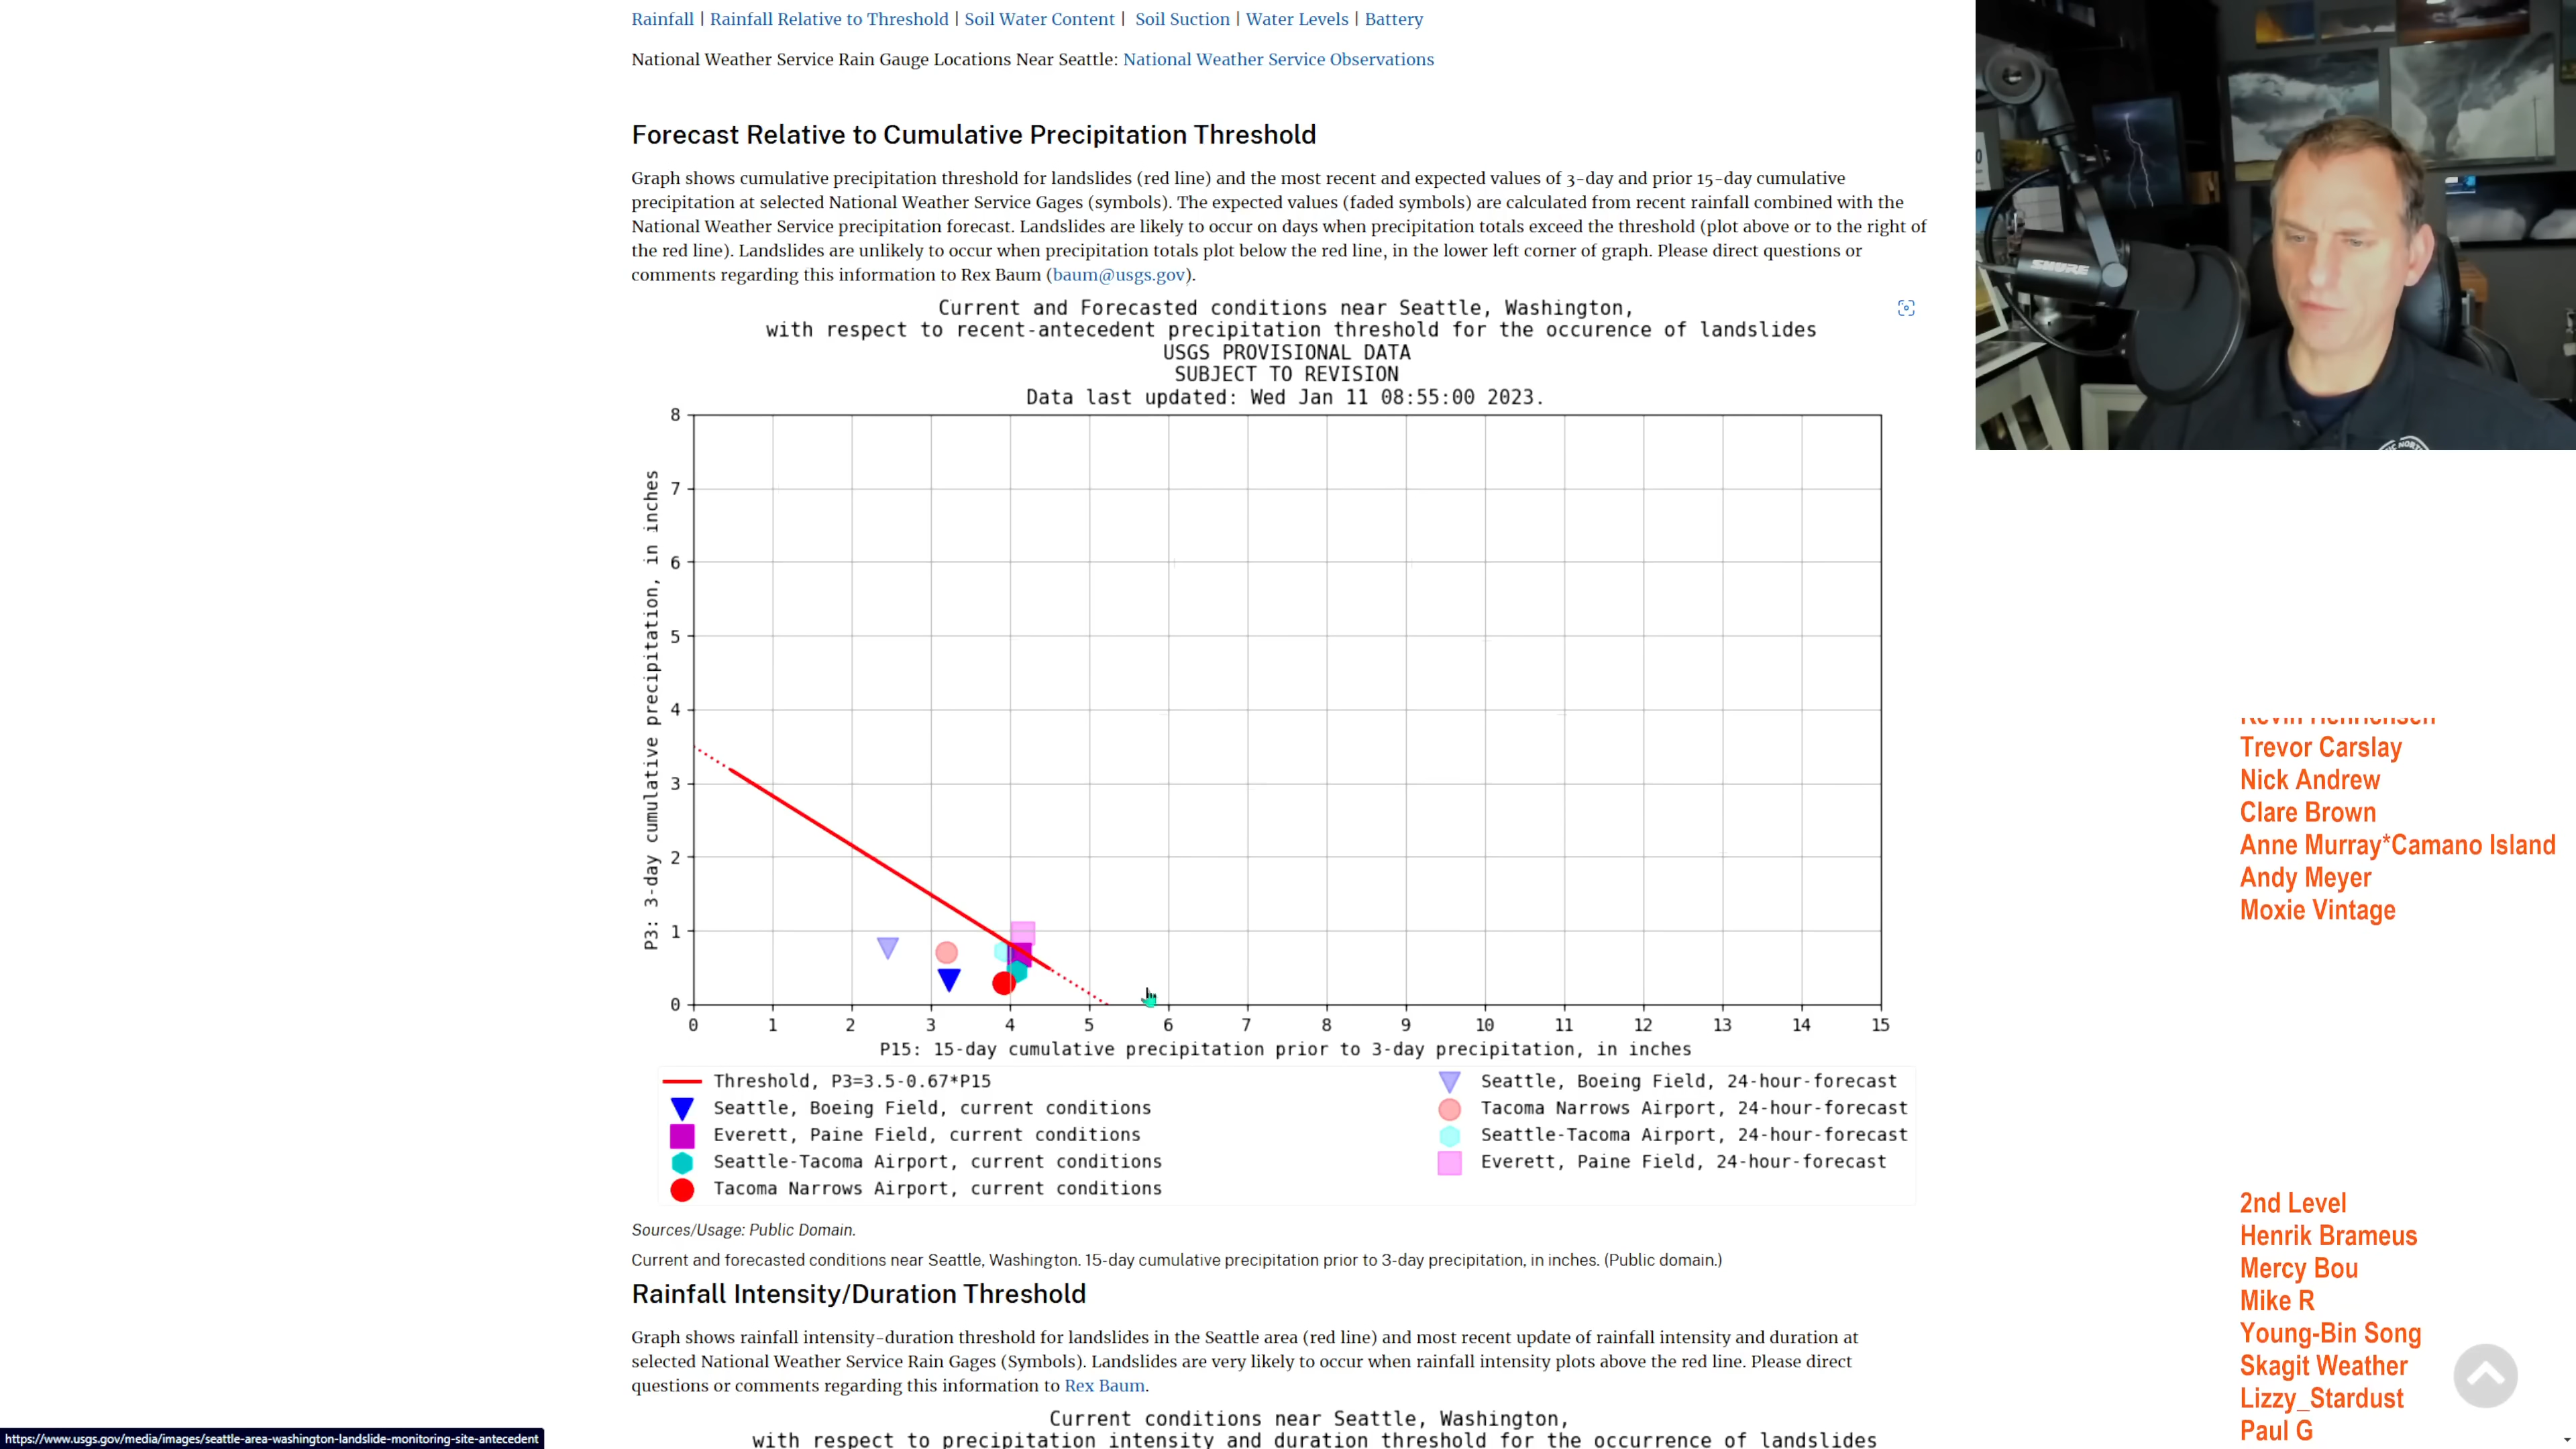 Rainfall | Rainfall Relative to Threshold | Soil Water Content | Soil Suction | Water Levels | Battery
National Weather Service Rain Gauge Locations Near Seattle: National Weather Service Observations
Forecast Relative to Cumulative Precipitation Threshold
Graph shows cumulative precipitation threshold for landslides (red line) and the most recent and expected values of 3-day and prior 15-day cumulative
precipitation at selected National Weather Service Gages (symbols). The expected values (faded symbols) are calculated from recent rainfall combined with the
National Weather Service precipitation forecast. Landslides are likely to occur on days when precipitation totals exceed the threshold (plot above or to the right of
the red line). Landslides are unlikely to occur when precipitation totals plot below the red line, in the lower left corner of graph. Please direct questions or
comments regarding this information to Rex Baum (baum@usgs.gov).
Current and Forecasted conditions near Seattle, Washington,
with respect to recent-antecedent precipitation threshold for the occurence of landslides
USGS PROVISIONAL DATA
SUBJECT TO REVISION
Data last updated: Wed Jan 11 08:55:00 2023.
8
7
6
5
4
3
2
1
0
P3: 3-day cumulative precipitation, in inches
0 1 2 3 4 5 6 7 8 9 10 11 12 13 14 15
P15: 15-day cumulative precipitation prior to 3-day precipitation, in inches
Threshold, P3=3.5-0.67*P15
Seattle, Boeing Field, current conditions
Everett, Paine Field, current conditions
Seattle-Tacoma Airport, current conditions
Tacoma Narrows Airport, current conditions
Seattle, Boeing Field, 24-hour-forecast
Tacoma Narrows Airport, 24-hour-forecast
Seattle-Tacoma Airport, 24-hour-forecast
Everett, Paine Field, 24-hour-forecast
Sources/Usage: Public Domain.
Current and forecasted conditions near Seattle, Washington. 15-day cumulative precipitation prior to 3-day precipitation, in inches. (Public domain.)
Rainfall Intensity/Duration Threshold
Graph shows rainfall intensity-duration threshold for landslides in the Seattle area (red line) and most recent update of rainfall intensity and duration at
selected National Weather Service Rain Gages (Symbols). Landslides are very likely to occur when rainfall intensity plots above the red line. Please direct
questions or comments regarding this information to Rex Baum.
Current conditions near Seattle, Washington,
with respect to precipitation intensity and duration threshold for the occurrence of landslides
https://www.usgs.gov/media/images/seattle-area-washington-landslide-monitoring-site-antecedent
SHURE
NORT
Trevor Carslay
Nick Andrew
Clare Brown
Anne Murray*Camano Island
Andy Meyer
Moxie Vintage
2nd Level
Henrik Brameus
Mercy Bou
Mike R
Young-Bin Song
Skagit Weather
Lizzy_Stardust
Paul G